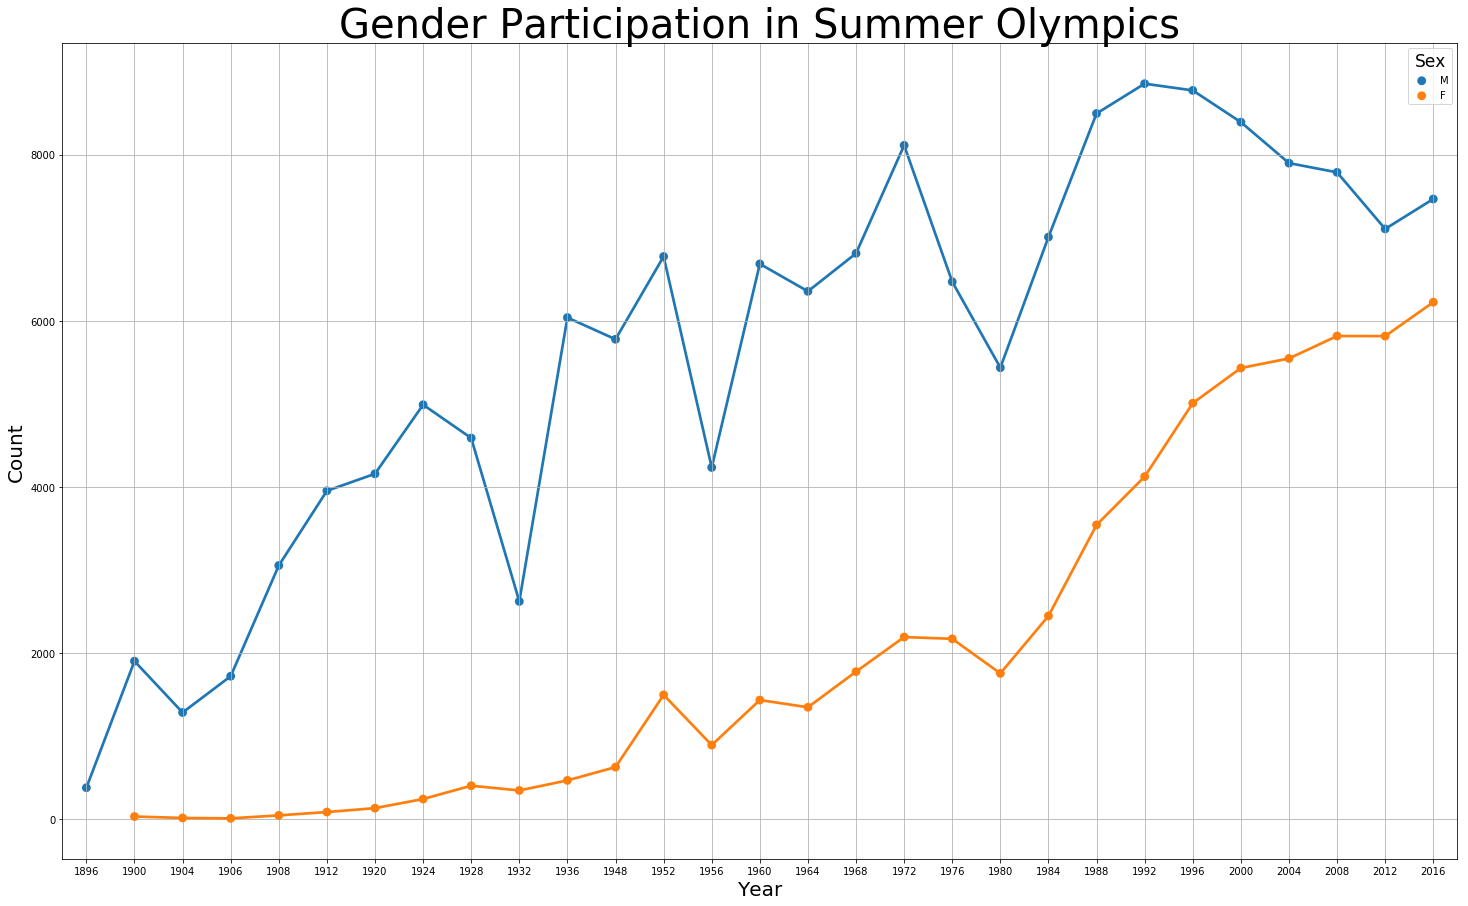 Gender Participation in Summer Olympics
Sex
M
F
8000
6000
4000
2000
0
Count
1896 1900 1904 1906 1908 1912 1920 1924 1928 1932 1936 1948 1952 1956 1960 1964 1968 1972 1976 1980 1984 1988 1992 1996 2000 2004 2008 2012 2016
Year